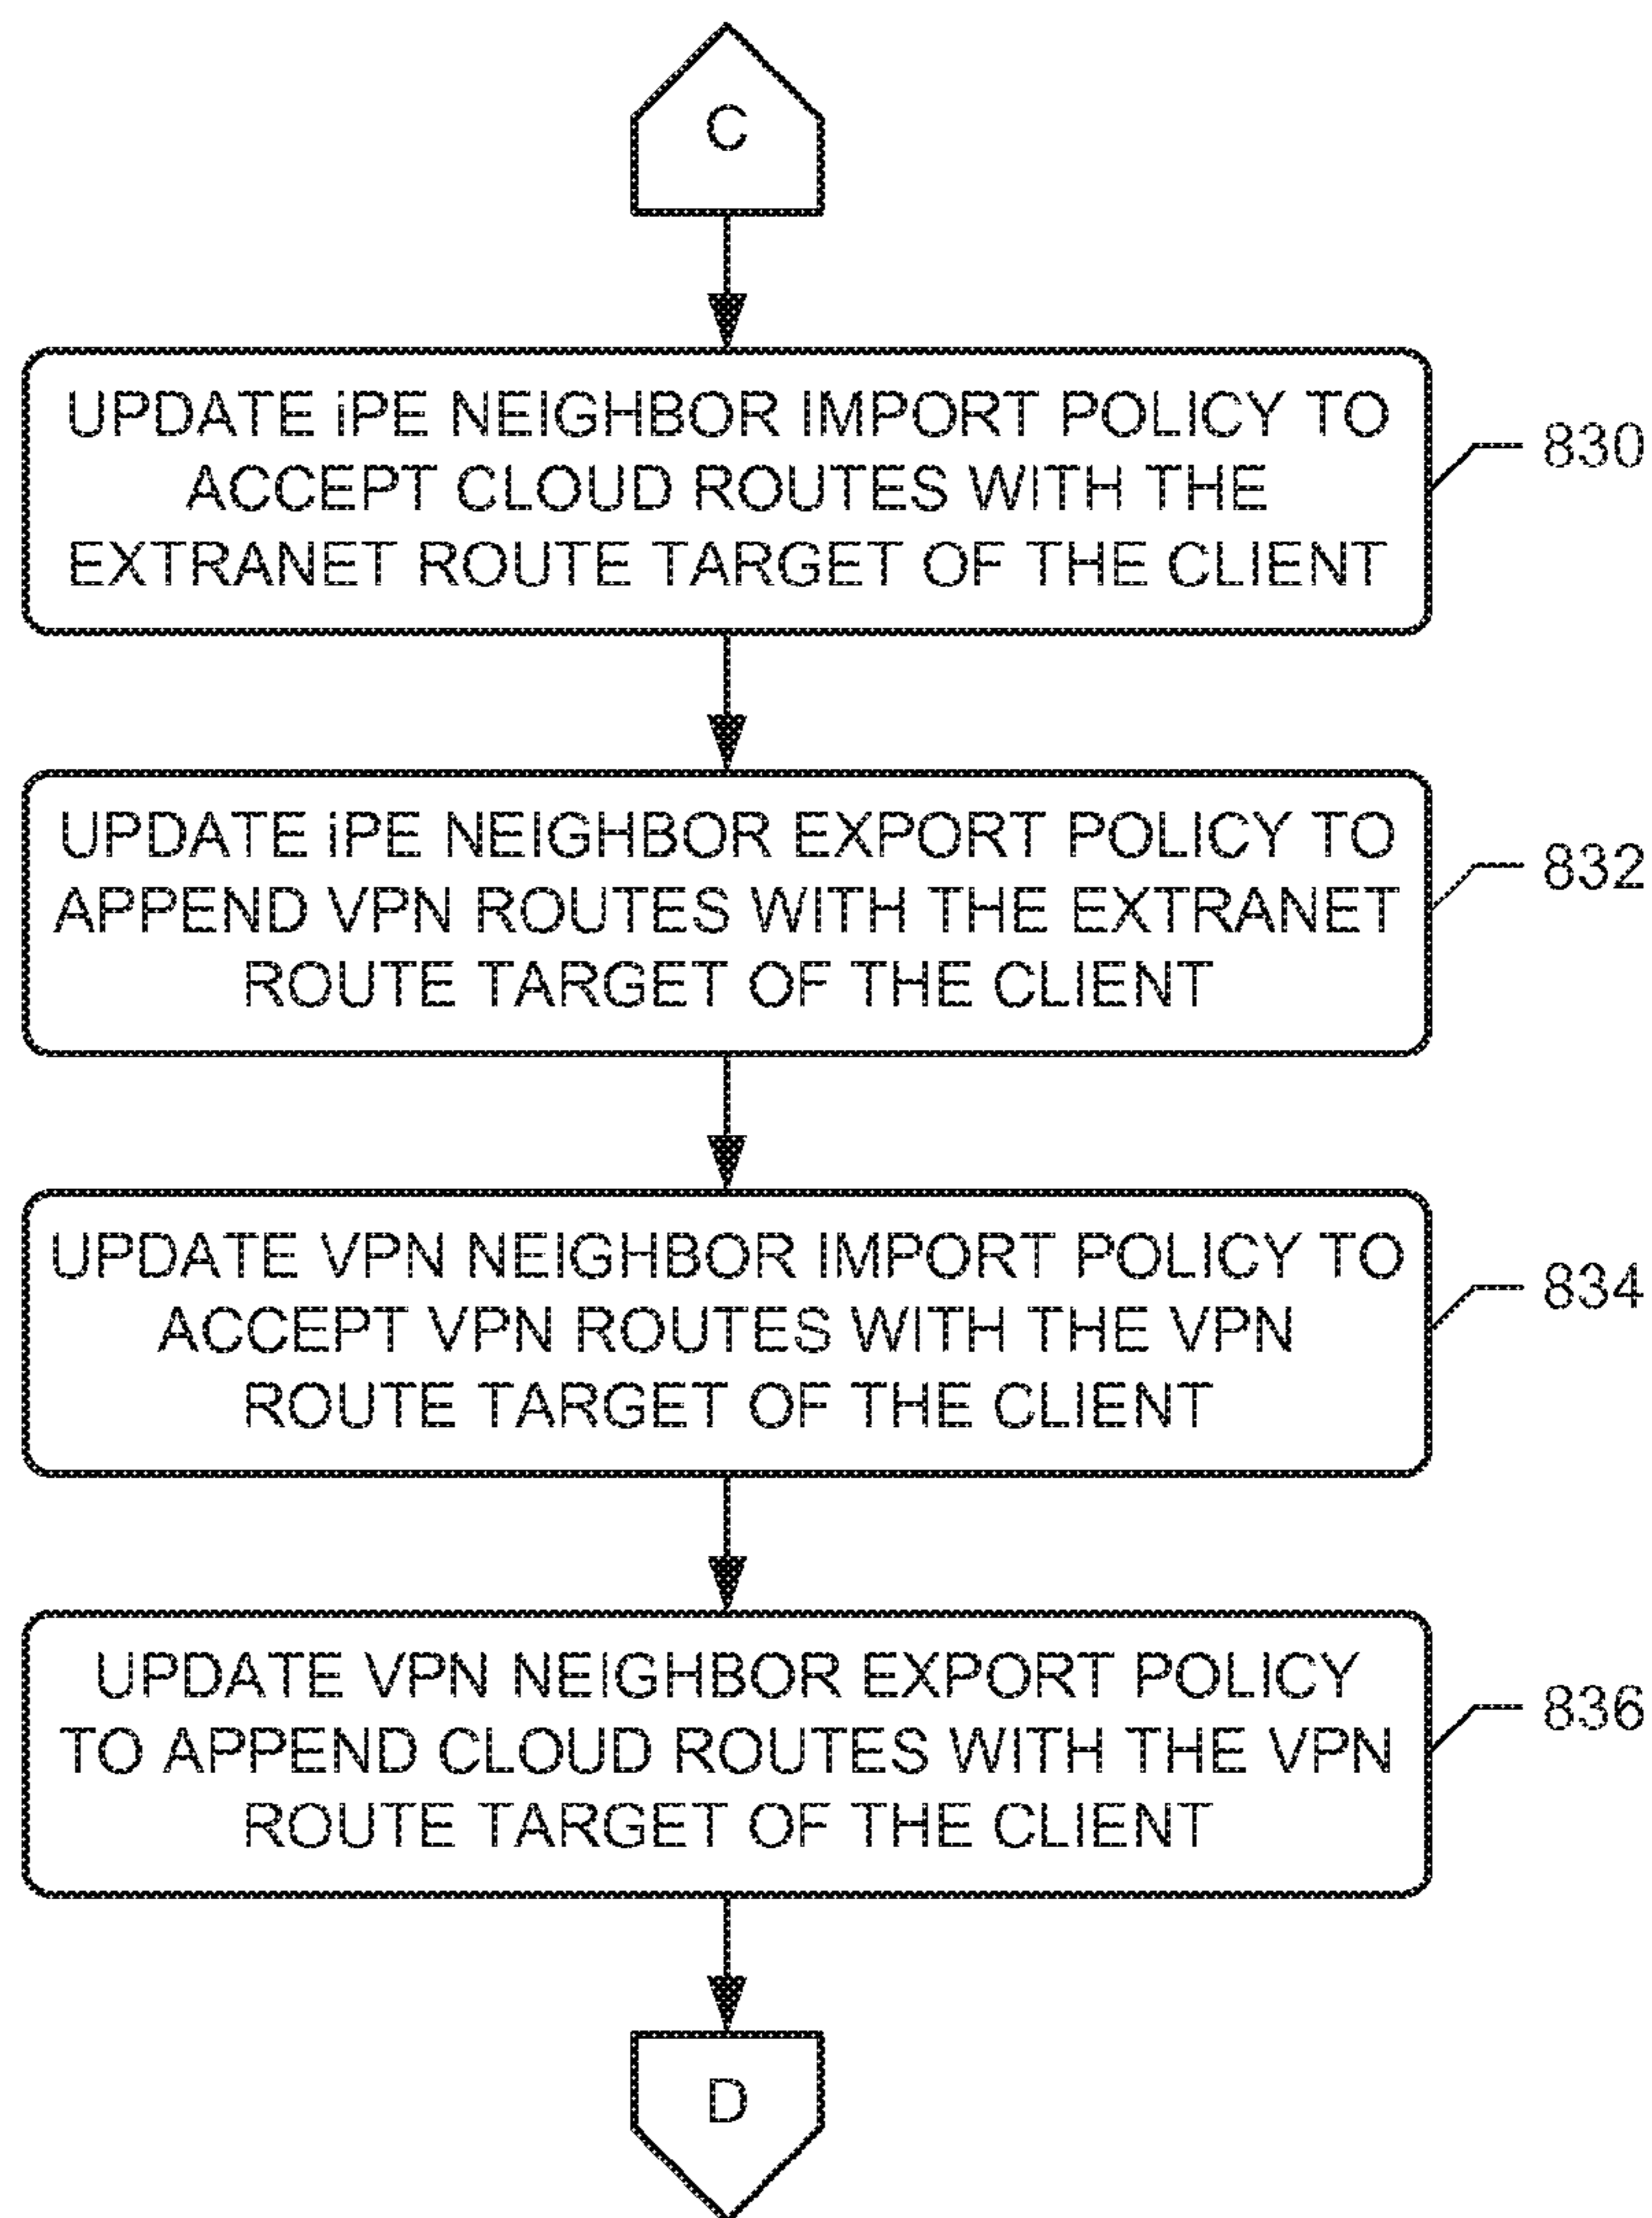 C
UPDATE iPE NEIGHBOR IMPORT POLICY TO
ACCEPT CLOUD ROUTES WITH THE
EXTRANET ROUTE TARGET OF THE CLIENT
830
UPDATE iPE NEIGHBOR EXPORT POLICY TO
APPEND VPN ROUTES WITH THE EXTRANET
ROUTE TARGET OF THE CLIENT
832
UPDATE VPN NEIGHBOR IMPORT POLICY TO
ACCEPT VPN ROUTES WITH THE VPN
ROUTE TARGET OF THE CLIENT
834
UPDATE VPN NEIGHBOR EXPORT POLICY
TO APPEND CLOUD ROUTES WITH THE VPN
ROUTE TARGET OF THE CLIENT
836
D